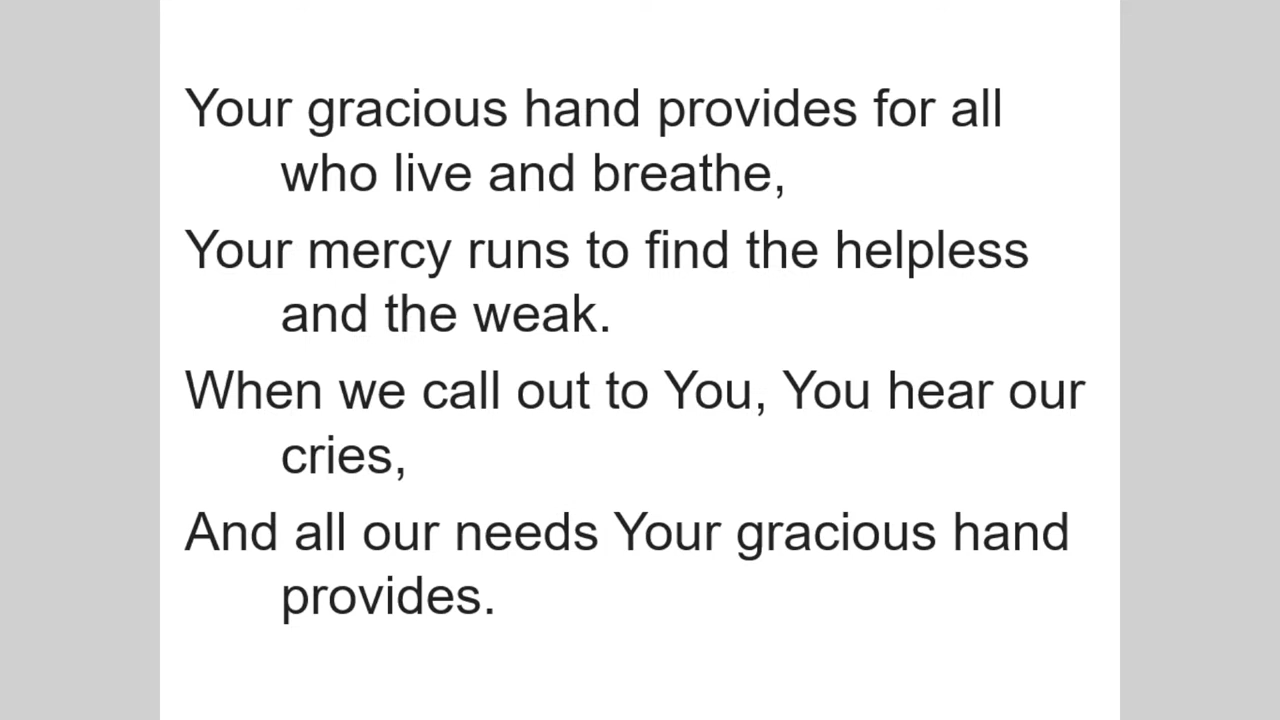 Your gracious hand provides for all
who live and breathe,
Your mercy runs to find the helpless
and the weak.
When we call out to You, You hear our
cries,
And all our needs Your gracious hand
provides.